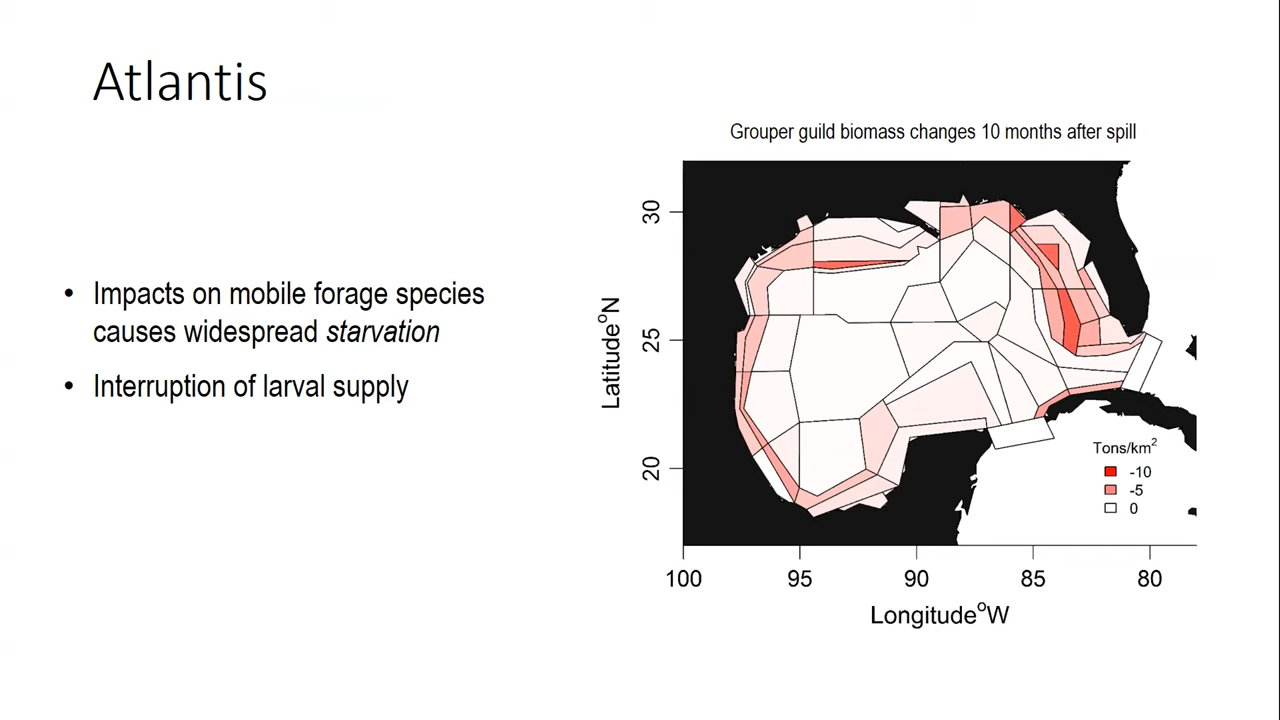 Atlantis
• Impacts on mobile forage species
causes widespread starvation
• Interruption of larval supply
Grouper guild biomass changes 10 months after spill
30
25
20
Latitude°N
Tons/km²
-10
-5
0
100 95 90 85 80
Longitude°W